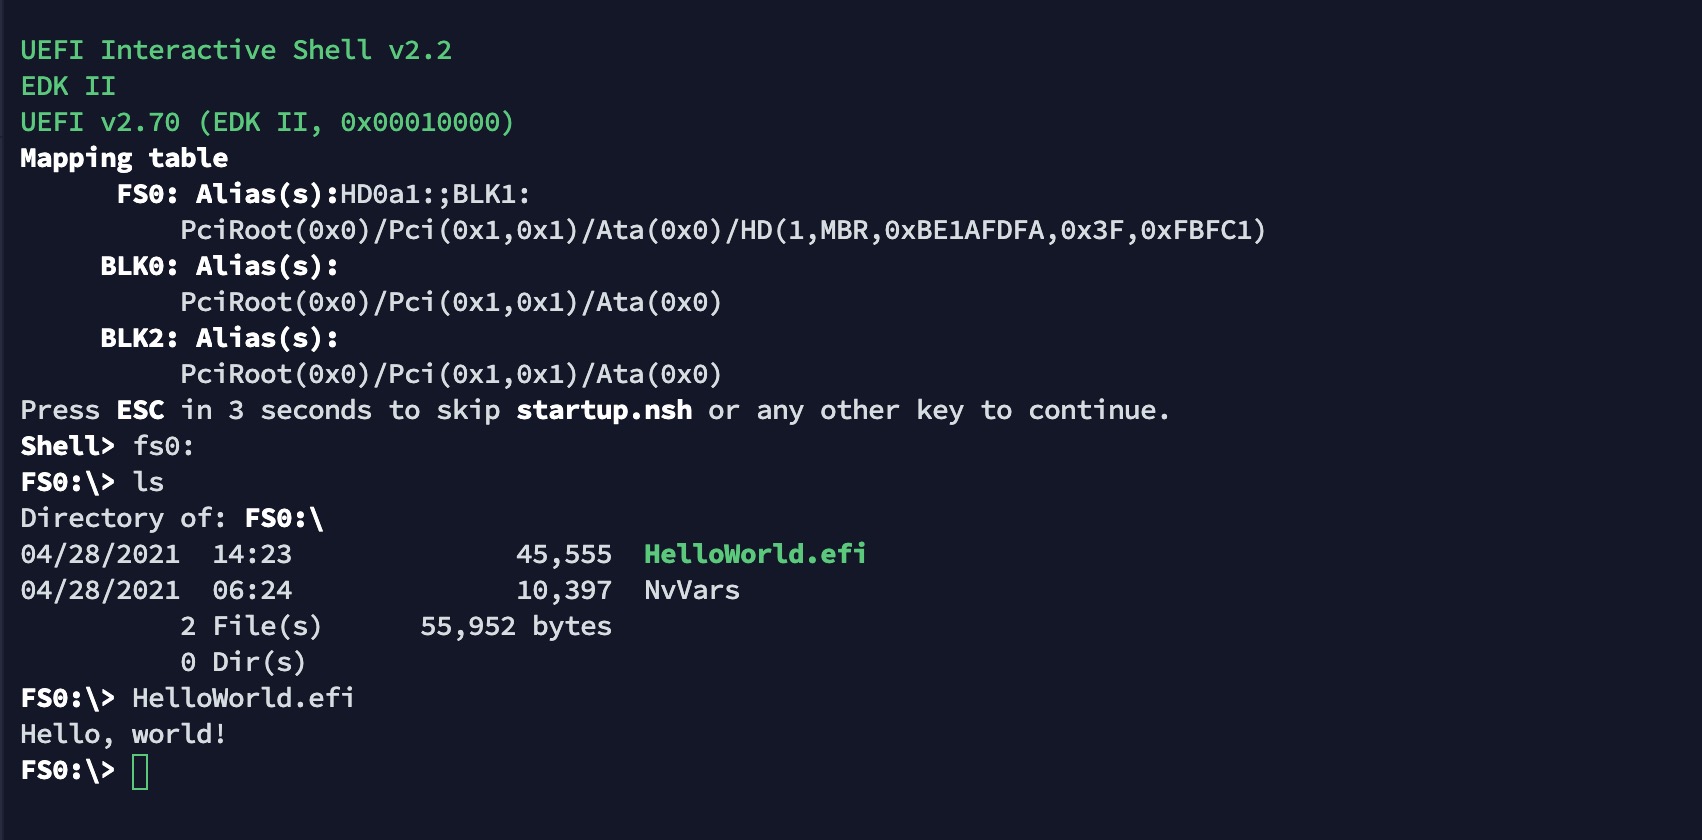 UEFI Interactive Shell v2.2
EDK II
UEFI v2.70 (EDK II, 0x00010000)
Mapping table
      FS0: Alias(s):HD0a1:;BLK1:
          PciRoot(0x0)/Pci(0x1,0x1)/Ata(0x0)/HD(1,MBR,0xBE1AFDFA,0x3F,0xFBFC1)
     BLK0: Alias(s):
          PciRoot(0x0)/Pci(0x1,0x1)/Ata(0x0)
     BLK2: Alias(s):
          PciRoot(0x0)/Pci(0x1,0x1)/Ata(0x0)
Press ESC in 3 seconds to skip startup.nsh or any other key to continue.
Shell> fs0:
FS0:\> ls
Directory of: FS0:\
04/28/2021  14:23              45,555  HelloWorld.efi
04/28/2021  06:24              10,397  NvVars
          2 File(s)      55,952 bytes
          0 Dir(s)
FS0:\> HelloWorld.efi
Hello, world!
FS0:\>